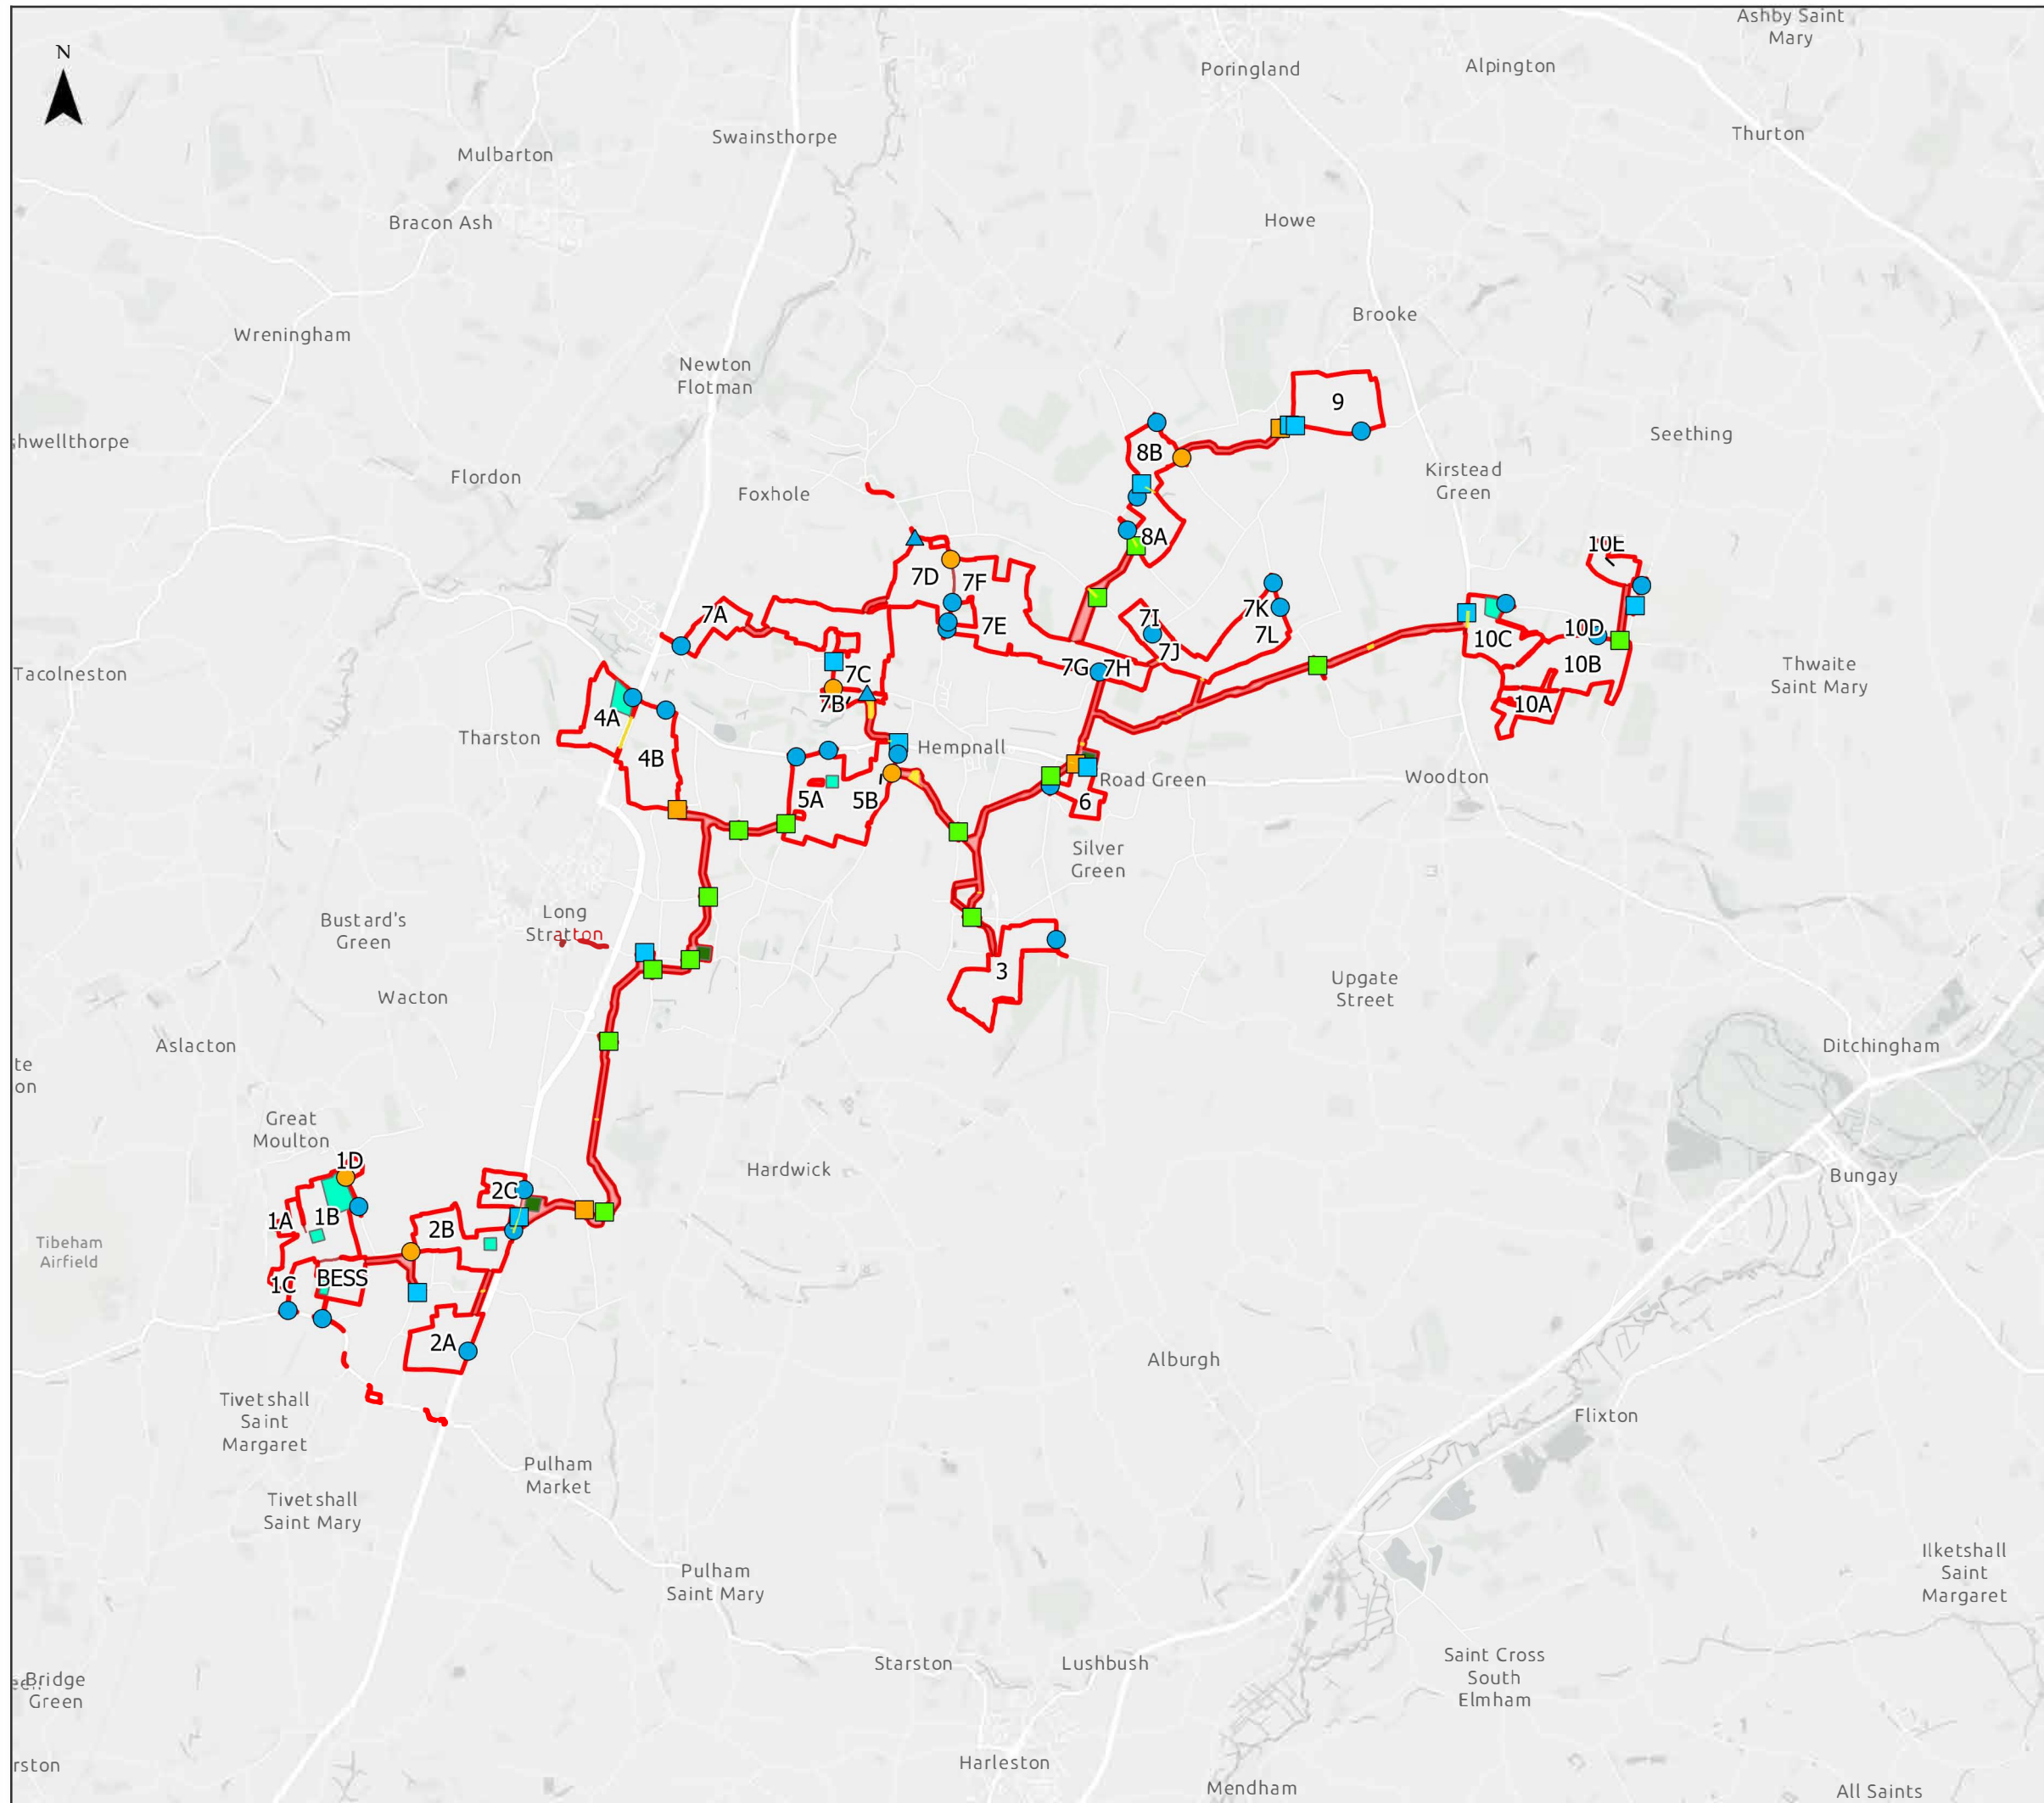 Ashby Saint
Mary
N
Poringland
Alpington
Thurton
Swainsthorpe
Mulbarton
Bracon Ash
Howe
Brooke
Wreningham
Newton
Flotman
9
shwellthorpe
Seething
8B
Kirstead
Green
Flordon
Foxhole
8A
10E
7D
7F
7A
7I
7K
7E
10D
7L
10C
7J
10B
7G
7H
Thwaite
Saint Mary
Tacolneston
7C
7B
10A
4A
Tharston
Hempnall
4B
Road Green
Woodton
5A
5B
6
Silver
Green
Long
Stratton
Bustard's
Green
3
Upgate
Street
Wacton
Aslacton
Ditchingham
te
on
Great
Moulton
1D
Hardwick
Bungay
2C
1A
1B
2B
Tibeham
Airfield
1C
BESS
2A
Alburgh
Tivetshall
Saint
Margaret
Flixton
Pulham
Market
Tivetshall
Saint Mary
Ilketshall
Saint
Margaret
Pulham
Saint Mary
Starston
Lushbush
Saint Cross
South
Elmham
Bridge
Green
Harleston
rston
Mendham
All Saints